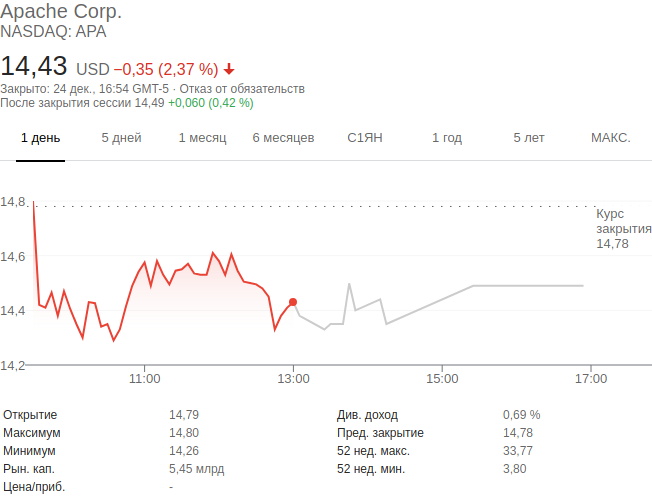 Apache Corp.
NASDAQ: APA
14,43 USD −0,35 (2,37 %)
Закрыто: 24 дек., 16:54 GMT-5 · Отказ от обязательств
После закрытия сессии 14,49 +0,060 (0,42 %)
1 день 5 дней 1 месяц 6 месяцев С1ЯН 1 год 5 лет МАКС.
14,8
Курс
закрытия
14,78
14,6
14,4
14,2
11:00 13:00 15:00 17:00
Открытие 14,79 Див. доход 0,69 %
Максимум 14,80 Пред. закрытие 14,78
Минимум 14,26 52 нед. макс. 33,77
Рын. кап. 5,45 млрд 52 нед. мин. 3,80
Цена/приб. -